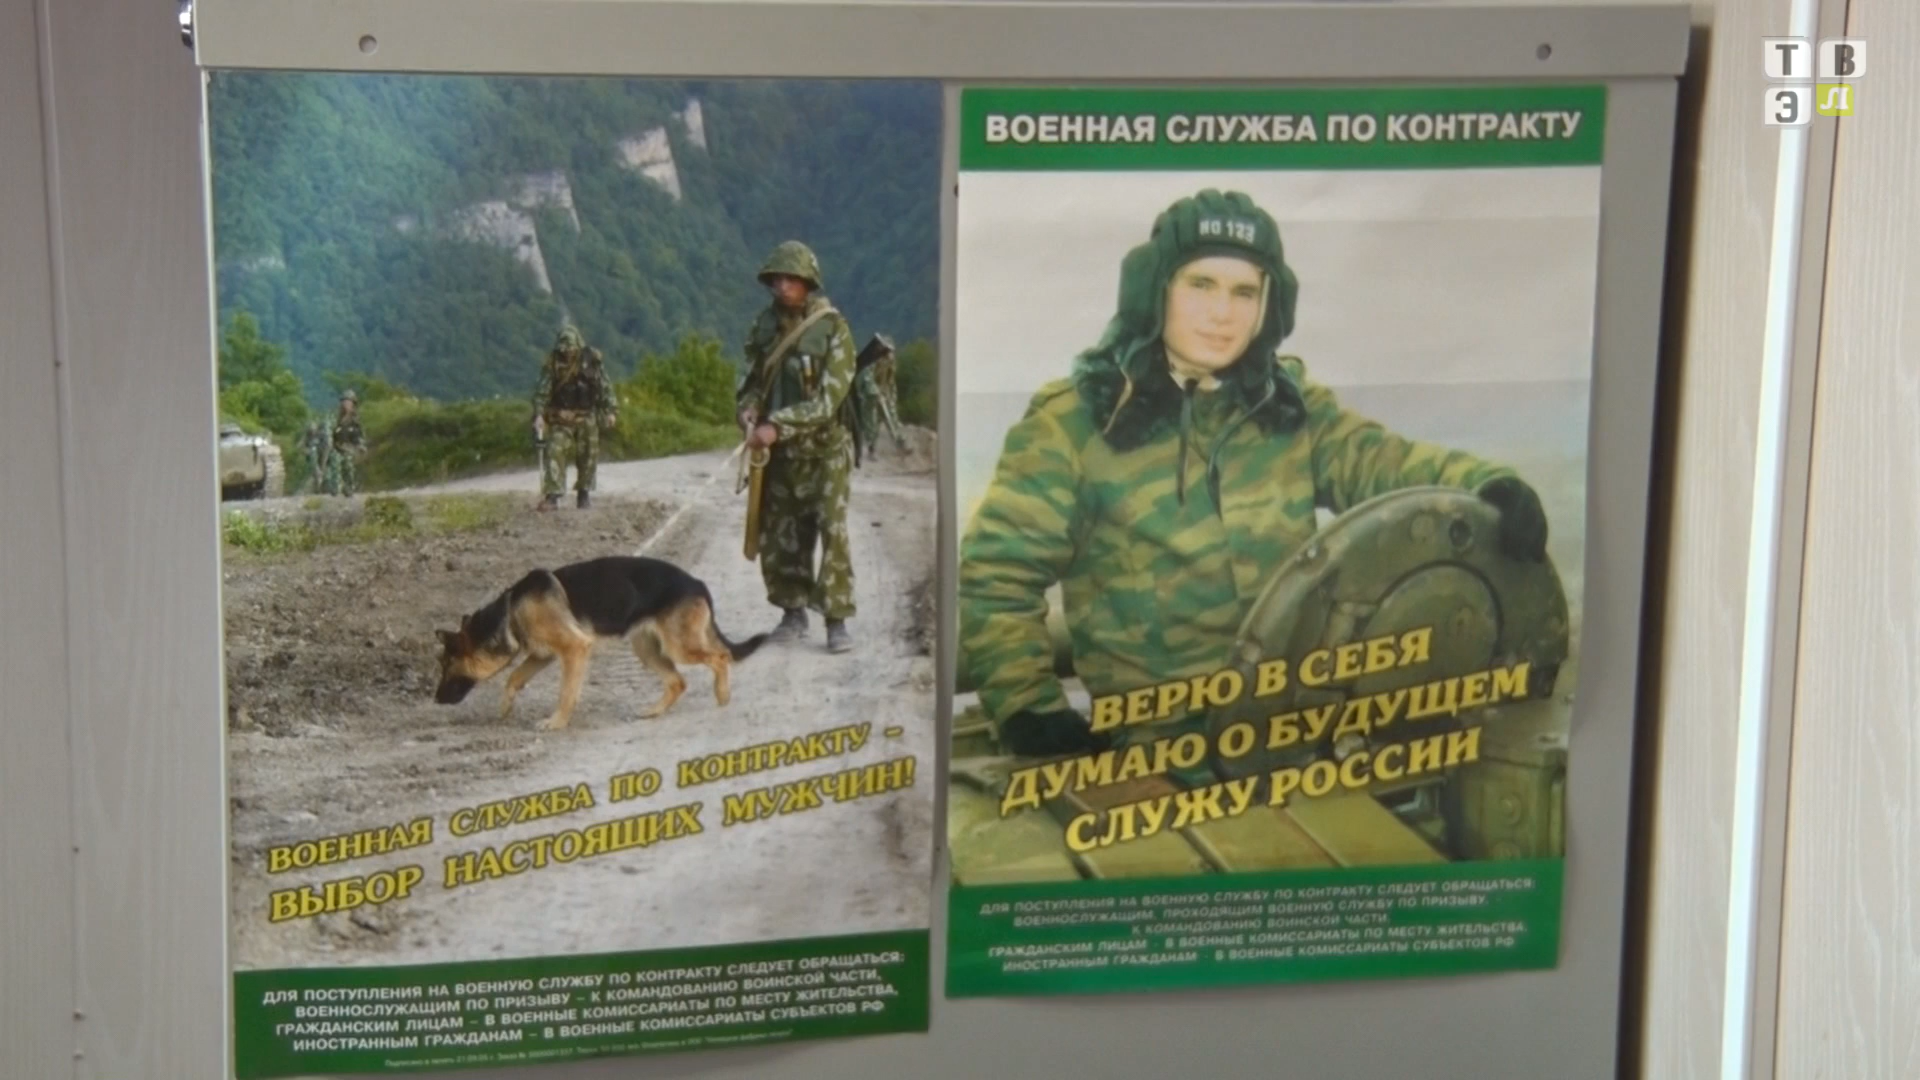 ТВ
ЭЛ
ВОЕННАЯ СЛУЖБА ПО КОНТРАКТУ –
ВЫБОР НАСТОЯЩИХ МУЖЧИН!
ДЛЯ ПОСТУПЛЕНИЯ НА ВОЕННУЮ СЛУЖБУ ПО КОНТРАКТУ СЛЕДУЕТ ОБРАЩАТЬСЯ:
ВОЕННОСЛУЖАЩИМ ПО ПРИЗЫВУ – К КОМАНДОВАНИЮ ВОИНСКОЙ ЧАСТИ,
ГРАЖДАНСКИМ ЛИЦАМ – В ВОЕННЫЕ КОМИССАРИАТЫ ПО МЕСТУ ЖИТЕЛЬСТВА,
ИНОСТРАННЫМ ГРАЖДАНАМ – В ВОЕННЫЕ КОМИССАРИАТЫ СУБЪЕКТОВ РФ
ВОЕННАЯ СЛУЖБА ПО КОНТРАКТУ
НО 123
ВЕРЮ В СЕБЯ
ДУМАЮ О БУДУЩЕМ
СЛУЖУ РОССИИ
ДЛЯ ПОСТУПЛЕНИЯ НА ВОЕННУЮ СЛУЖБУ ПО КОНТРАКТУ СЛЕДУЕТ ОБРАЩАТЬСЯ:
ВОЕННОСЛУЖАЩИМ, ПРОХОДЯЩИМ ВОЕННУЮ СЛУЖБУ ПО ПРИЗЫВУ, -
К КОМАНДОВАНИЮ ВОИНСКОЙ ЧАСТИ,
ГРАЖДАНСКИМ ЛИЦАМ - В ВОЕННЫЕ КОМИССАРИАТЫ ПО МЕСТУ ЖИТЕЛЬСТВА,
ИНОСТРАННЫМ ГРАЖДАНАМ - В ВОЕННЫЕ КОМИССАРИАТЫ СУБЪЕКТОВ РФ